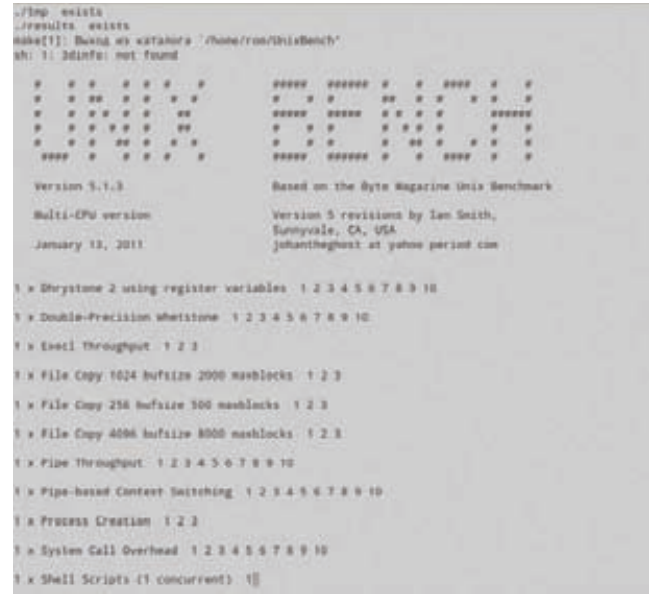 ./tmp exists
./results exists
make[1]: Выход из каталога `/home/rom/UnixBench'
sh: 1: 3dinfo: not found
UNIX BENCH
Version 5.1.3 Based on the Byte Magazine Unix Benchmark
Multi-CPU version Version 5 revisions by Ian Smith,
Sunnyvale, CA, USA
January 13, 2011 johantheghost at yahoo period com
1 x Dhrystone 2 using register variables 1 2 3 4 5 6 7 8 9 10
1 x Double-Precision Whetstone 1 2 3 4 5 6 7 8 9 10
1 x Execl Throughput 1 2 3
1 x File Copy 1024 bufsize 2000 maxblocks 1 2 3
1 x File Copy 256 bufsize 500 maxblocks 1 2 3
1 x File Copy 4096 bufsize 8000 maxblocks 1 2 3
1 x Pipe Throughput 1 2 3 4 5 6 7 8 9 10
1 x Pipe-based Context Switching 1 2 3 4 5 6 7 8 9 10
1 x Process Creation 1 2 3
1 x System Call Overhead 1 2 3 4 5 6 7 8 9 10
1 x Shell Scripts (1 concurrent) 1